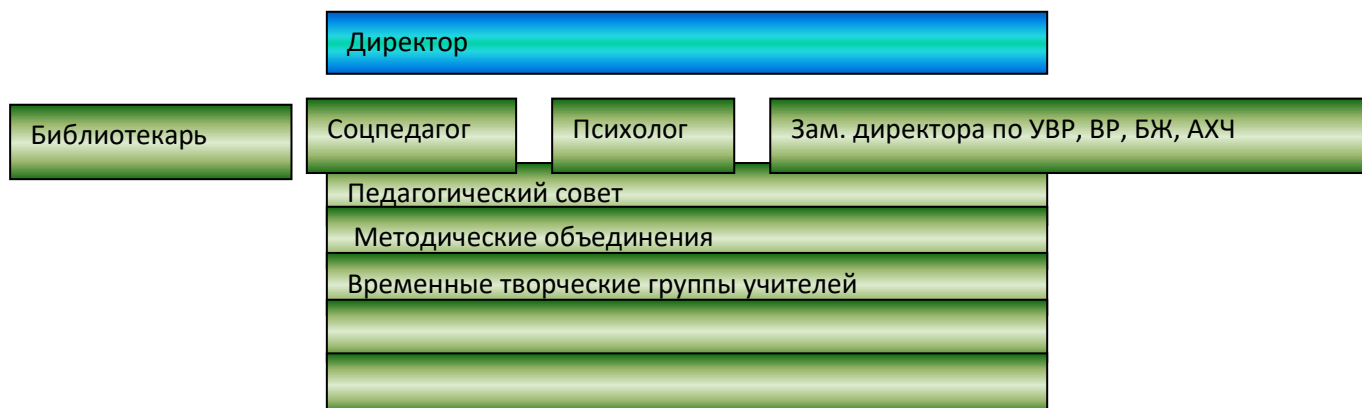 Директор
Библиотекарь
Соцпедагог
Психолог
Зам. директора по УВР, ВР, БЖ, АХЧ
Педагогический совет
Методические объединения
Временные творческие группы учителей